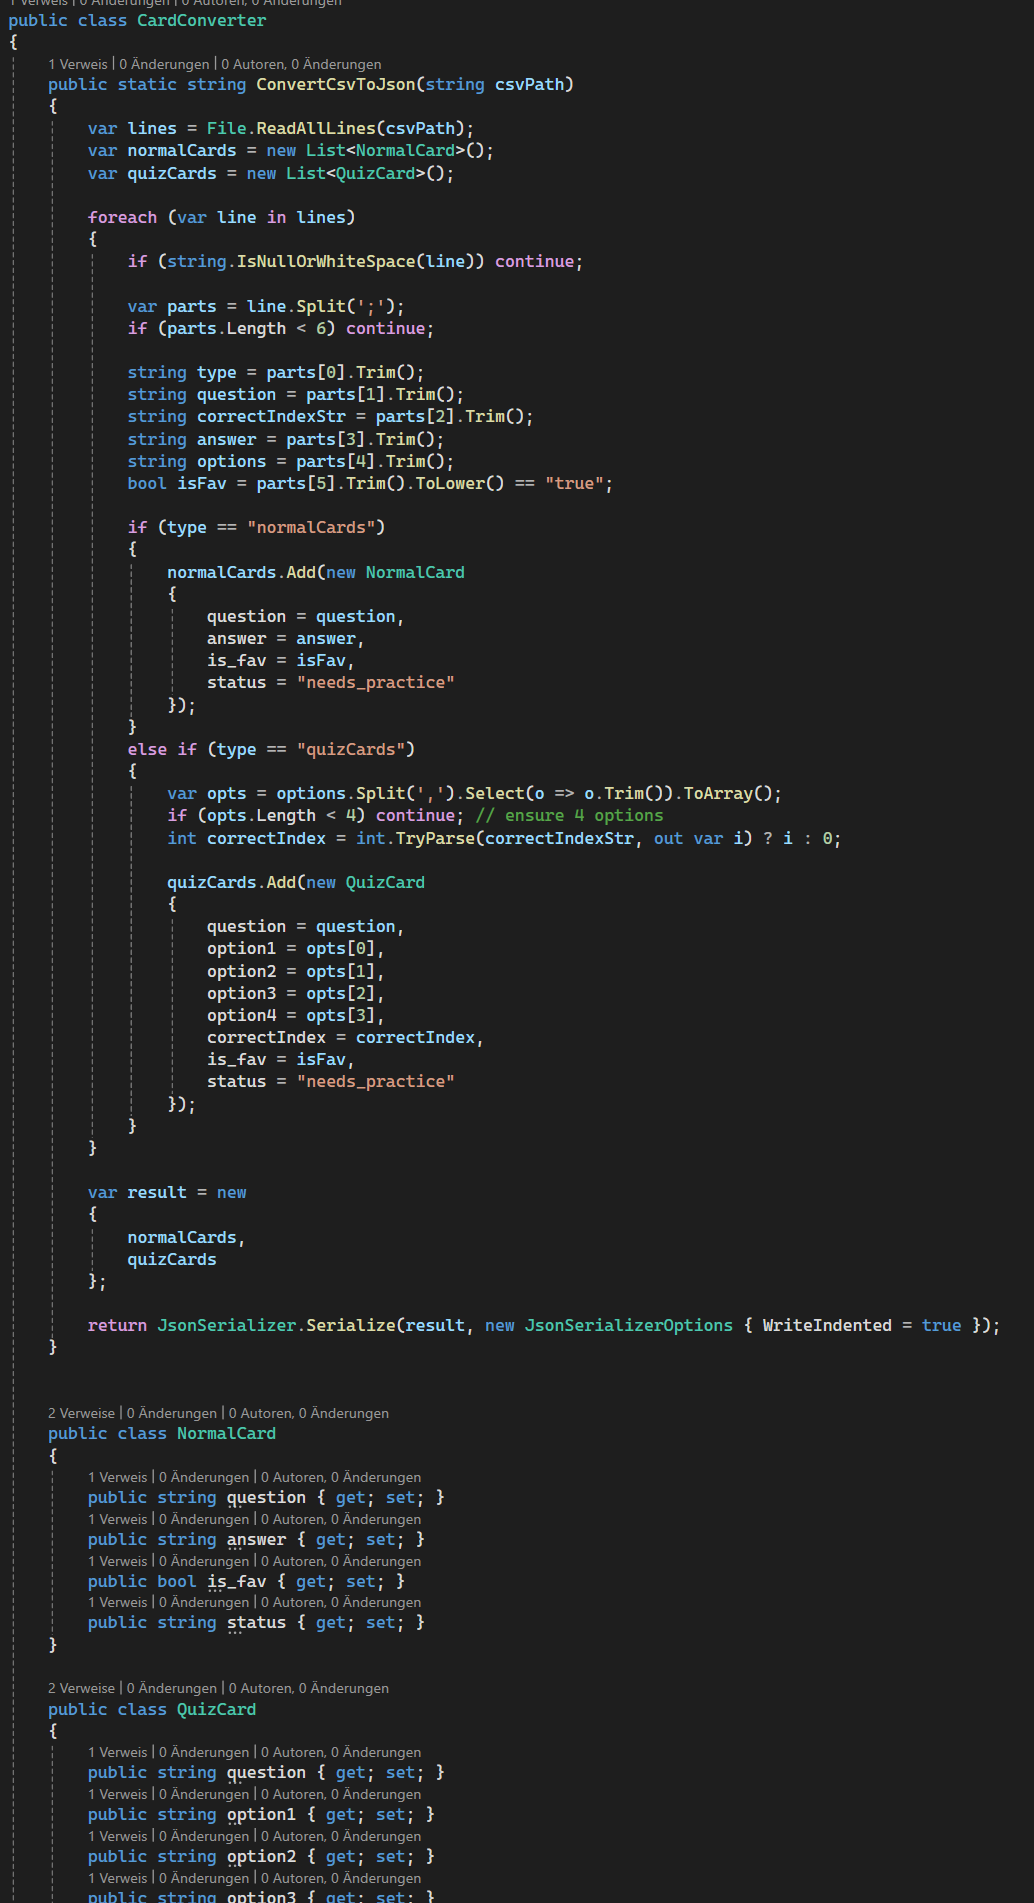 1 Verweis | 0 Änderungen | 0 Autoren, 0 Änderungen
public class CardConverter
{
1 Verweis | 0 Änderungen | 0 Autoren, 0 Änderungen
public static string ConvertCsvToJson(string csvPath)
{
var lines = File.ReadAllLines(csvPath);
var normalCards = new List<NormalCard>();
var quizCards = new List<QuizCard>();
foreach (var line in lines)
{
if (string.IsNullOrWhiteSpace(line)) continue;
var parts = line.Split(';');
if (parts.Length < 6) continue;
string type = parts[0].Trim();
string question = parts[1].Trim();
string correctIndexStr = parts[2].Trim();
string answer = parts[3].Trim();
string options = parts[4].Trim();
bool isFav = parts[5].Trim().ToLower() == "true";
if (type == "normalCards")
{
normalCards.Add(new NormalCard
{
question = question,
answer = answer,
is_fav = isFav,
status = "needs_practice"
});
}
else if (type == "quizCards")
{
var opts = options.Split(',').Select(o => o.Trim()).ToArray();
if (opts.Length < 4) continue; // ensure 4 options
int correctIndex = int.TryParse(correctIndexStr, out var i) ? i : 0;
quizCards.Add(new QuizCard
{
question = question,
option1 = opts[0],
option2 = opts[1],
option3 = opts[2],
option4 = opts[3],
correctIndex = correctIndex,
is_fav = isFav,
status = "needs_practice"
});
}
}
var result = new
{
normalCards,
quizCards
};
return JsonSerializer.Serialize(result, new JsonSerializerOptions { WriteIndented = true });
}
2 Verweise | 0 Änderungen | 0 Autoren, 0 Änderungen
public class NormalCard
{
1 Verweis | 0 Änderungen | 0 Autoren, 0 Änderungen
public string question { get; set; }
1 Verweis | 0 Änderungen | 0 Autoren, 0 Änderungen
public string answer { get; set; }
1 Verweis | 0 Änderungen | 0 Autoren, 0 Änderungen
public bool is_fav { get; set; }
1 Verweis | 0 Änderungen | 0 Autoren, 0 Änderungen
public string status { get; set; }
}
2 Verweise | 0 Änderungen | 0 Autoren, 0 Änderungen
public class QuizCard
{
1 Verweis | 0 Änderungen | 0 Autoren, 0 Änderungen
public string question { get; set; }
1 Verweis | 0 Änderungen | 0 Autoren, 0 Änderungen
public string option1 { get; set; }
1 Verweis | 0 Änderungen | 0 Autoren, 0 Änderungen
public string option2 { get; set; }
1 Verweis | 0 Änderungen | 0 Autoren, 0 Änderungen
public string option3 { get; set; }